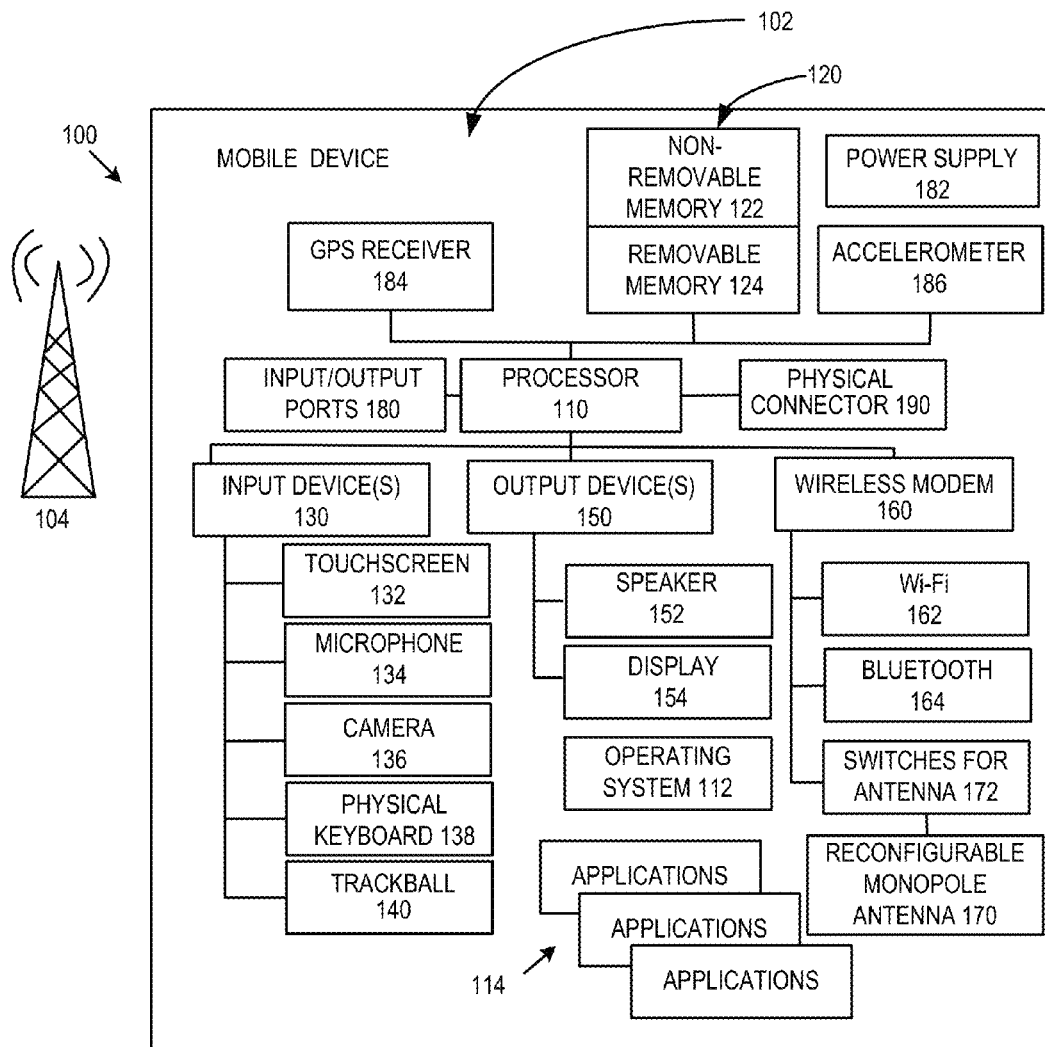 102
120
100
MOBILE DEVICE
NON-
REMOVABLE
MEMORY 122
POWER SUPPLY
182
GPS RECEIVER
184
REMOVABLE
MEMORY 124
ACCELEROMETER
186
INPUT/OUTPUT
PORTS 180
PROCESSOR
110
PHYSICAL
CONNECTOR 190
104
INPUT DEVICE(S)
130
OUTPUT DEVICE(S)
150
WIRELESS MODEM
160
TOUCHSCREEN
132
MICROPHONE
134
CAMERA
136
PHYSICAL
KEYBOARD 138
TRACKBALL
140
SPEAKER
152
DISPLAY
154
OPERATING
SYSTEM 112
Wi-Fi
162
BLUETOOTH
164
SWITCHES FOR
ANTENNA 172
RECONFIGURABLE
MONOPOLE
ANTENNA 170
APPLICATIONS
APPLICATIONS
APPLICATIONS
114